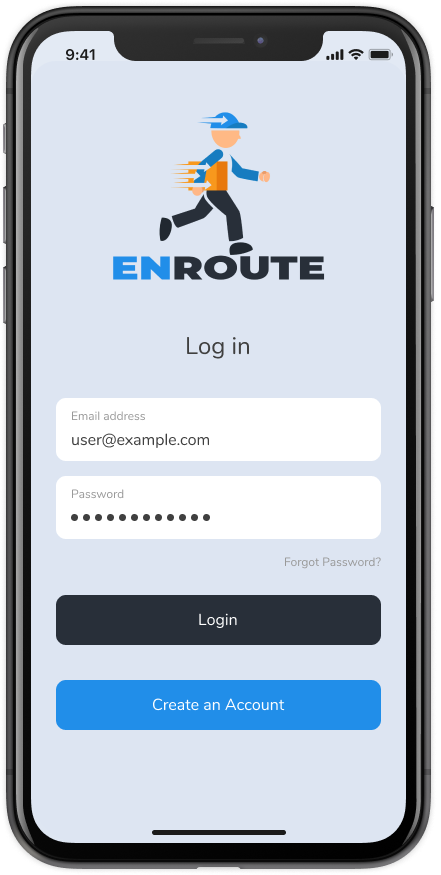 9:41
ENROUTE
Log in
Email address
user@example.com
Password
Forgot Password?
Login
Create an Account